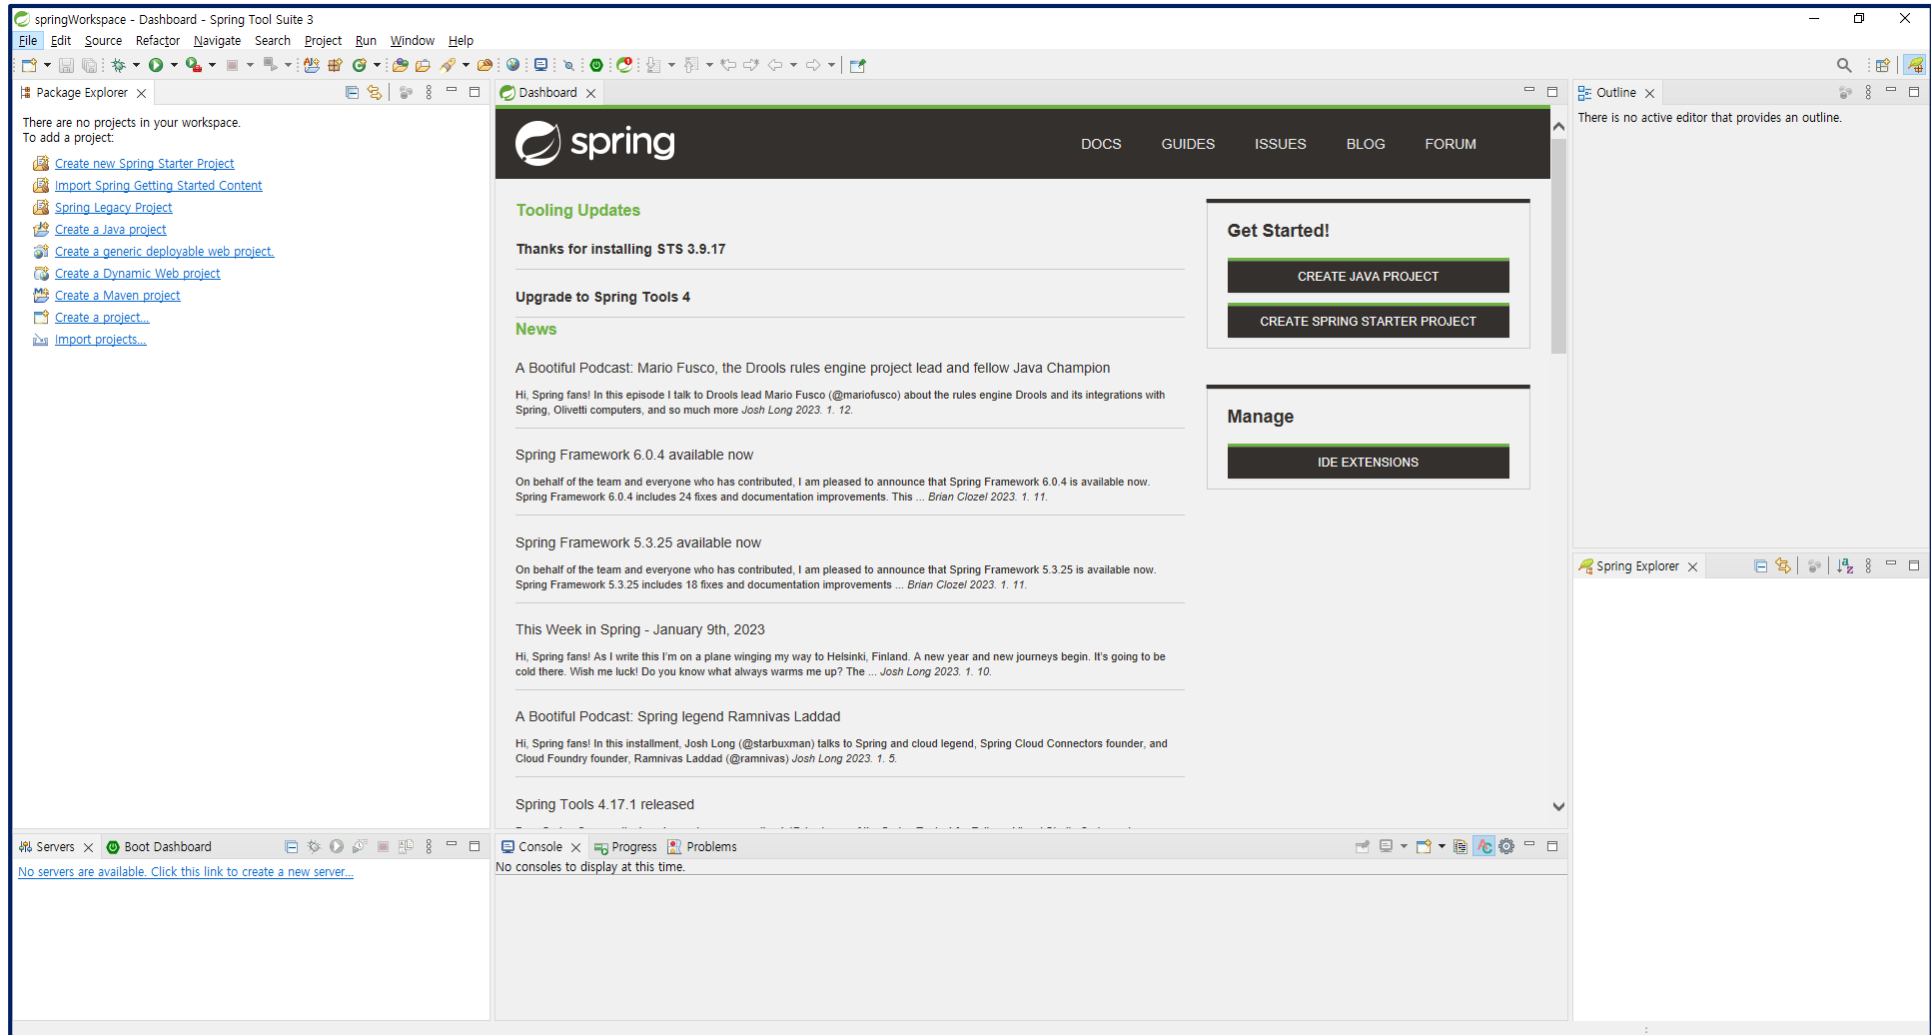 springWorkspace - Dashboard - Spring Tool Suite 3
File Edit Source Refactor Navigate Search Project Run Window Help
Package Explorer
There are no projects in your workspace.
To add a project:
Create new Spring Starter Project
Import Spring Getting Started Content
Spring Legacy Project
Create a Java project
Create a generic deployable web project.
Create a Dynamic Web project
Create a Maven project
Create a project...
Import projects...
Dashboard
spring
DOCS GUIDES ISSUES BLOG FORUM
Tooling Updates
Thanks for installing STS 3.9.17
Upgrade to Spring Tools 4
News
A Bootiful Podcast: Mario Fusco, the Drools rules engine project lead and fellow Java Champion
Hi, Spring fans! In this episode I talk to Drools lead Mario Fusco (@mariofusco) about the rules engine Drools and its integrations with
Spring, Olivetti computers, and so much more Josh Long 2023. 1. 12.
Spring Framework 6.0.4 available now
On behalf of the team and everyone who has contributed, I am pleased to announce that Spring Framework 6.0.4 is available now.
Spring Framework 6.0.4 includes 24 fixes and documentation improvements. This ... Brian Clozel 2023. 1. 11.
Spring Framework 5.3.25 available now
On behalf of the team and everyone who has contributed, I am pleased to announce that Spring Framework 5.3.25 is available now.
Spring Framework 5.3.25 includes 18 fixes and documentation improvements ... Brian Clozel 2023. 1. 11.
This Week in Spring - January 9th, 2023
Hi, Spring fans! As I write this I'm on a plane winging my way to Helsinki, Finland. A new year and new journeys begin. It's going to be
cold there. Wish me luck! Do you know what always warms me up? The ... Josh Long 2023. 1. 10.
A Bootiful Podcast: Spring legend Ramnivas Laddad
Hi, Spring fans! In this installment, Josh Long (@starbuxman) talks to Spring and cloud legend, Spring Cloud Connectors founder, and
Cloud Foundry founder, Ramnivas Laddad (@ramnivas) Josh Long 2023. 1. 5.
Spring Tools 4.17.1 released
Get Started!
CREATE JAVA PROJECT
CREATE SPRING STARTER PROJECT
Manage
IDE EXTENSIONS
Outline
There is no active editor that provides an outline.
Spring Explorer
Servers Boot Dashboard
No servers are available. Click this link to create a new server...
Console Progress Problems
No consoles to display at this time.